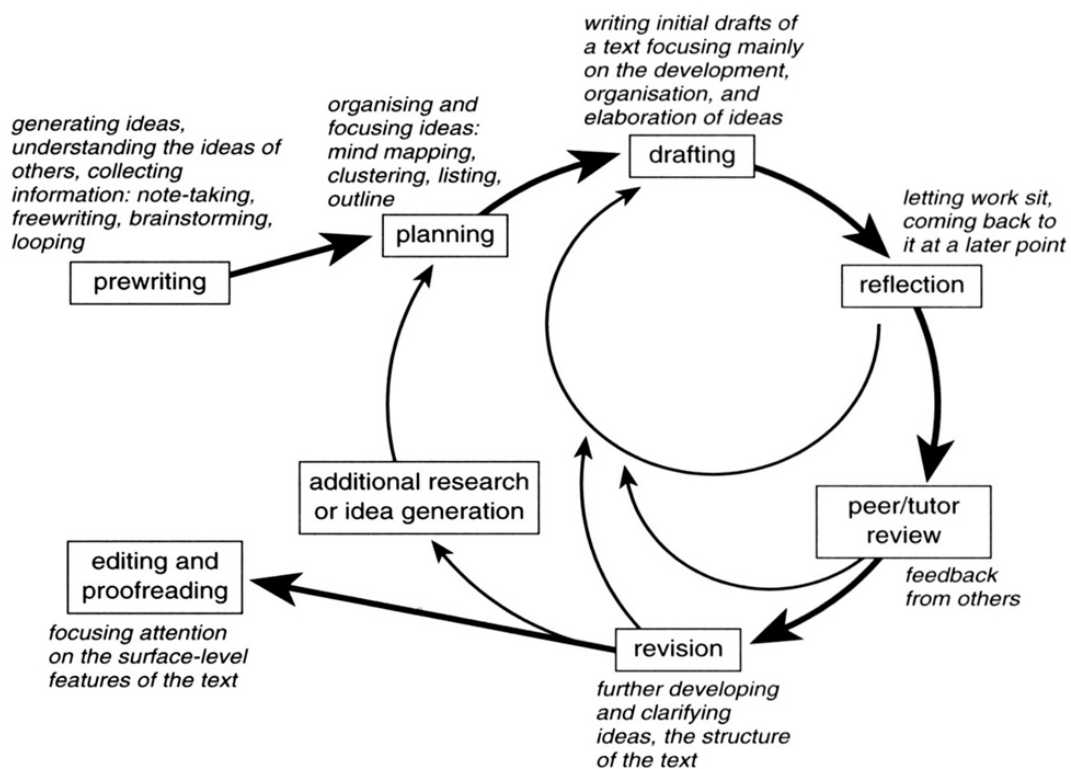 generating ideas,
understanding the ideas of
others, collecting
information: note-taking,
freewriting, brainstorming,
looping
prewriting
organising and
focusing ideas:
mind mapping,
clustering, listing,
outline
planning
writing initial drafts of
a text focusing mainly
on the development,
organisation, and
elaboration of ideas
drafting
letting work sit,
coming back to
it at a later point
reflection
peer/tutor
review
feedback
from others
revision
further developing
and clarifying
ideas, the structure
of the text
additional research
or idea generation
editing and
proofreading
focusing attention
on the surface-level
features of the text